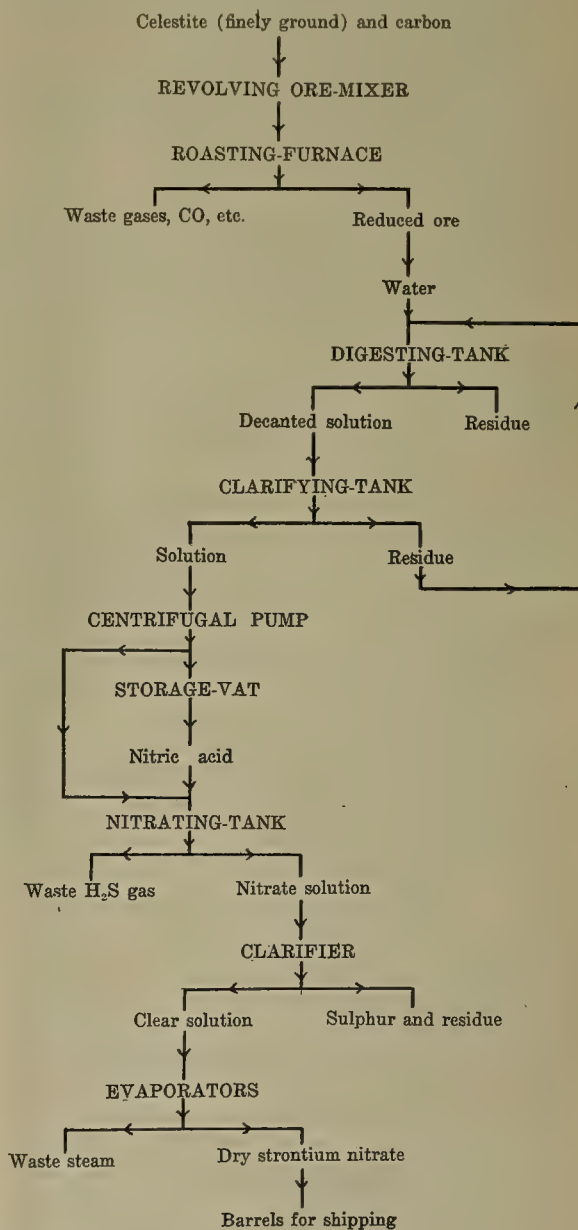 Celestite (finely ground) and carbon
REVOLVING ORE-MIXER
ROASTING-FURNACE
Waste gases, CO, etc. Reduced ore
Water
DIGESTING-TANK
Decanted solution Residue
CLARIFYING-TANK
Solution Residue
CENTRIFUGAL PUMP
STORAGE-VAT
Nitric acid
NITRATING-TANK
Waste H₂S gas Nitrate solution
CLARIFIER
Clear solution Sulphur and residue
EVAPORATORS
Waste steam Dry strontium nitrate
Barrels for shipping